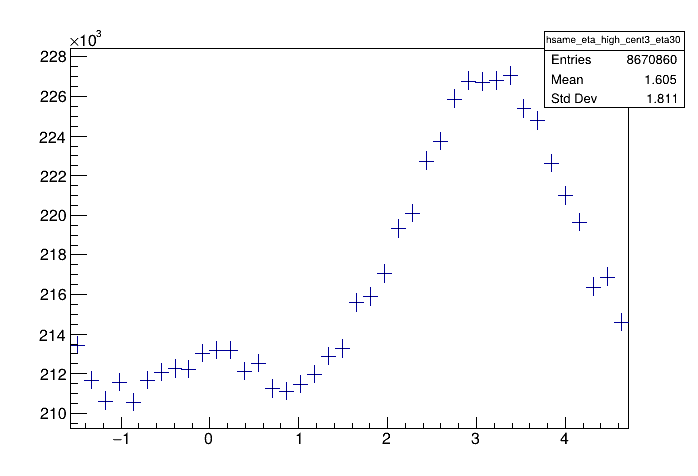 ×10³
hsame_eta_high_cent3_eta30
Entries 8670860
Mean 1.605
Std Dev 1.811
228
226
224
222
220
218
216
214
212
210
−1 0 1 2 3 4